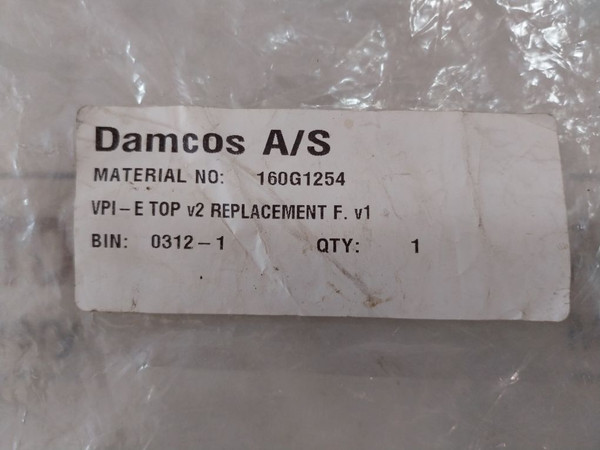 Damcos A/S
MATERIAL NO: 160G1254
VPI-E TOP v2 REPLACEMENT F. v1
BIN: 0312-1 QTY: 1